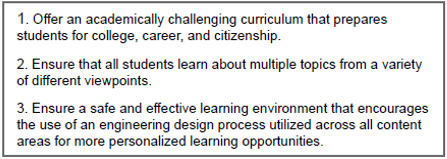 1. Offer an academically challenging curriculum that prepares
students for college, career, and citizenship.
2. Ensure that all students learn about multiple topics from a variety
of different viewpoints.
3. Ensure a safe and effective learning environment that encourages
the use of an engineering design process utilized across all content
areas for more personalized learning opportunities.